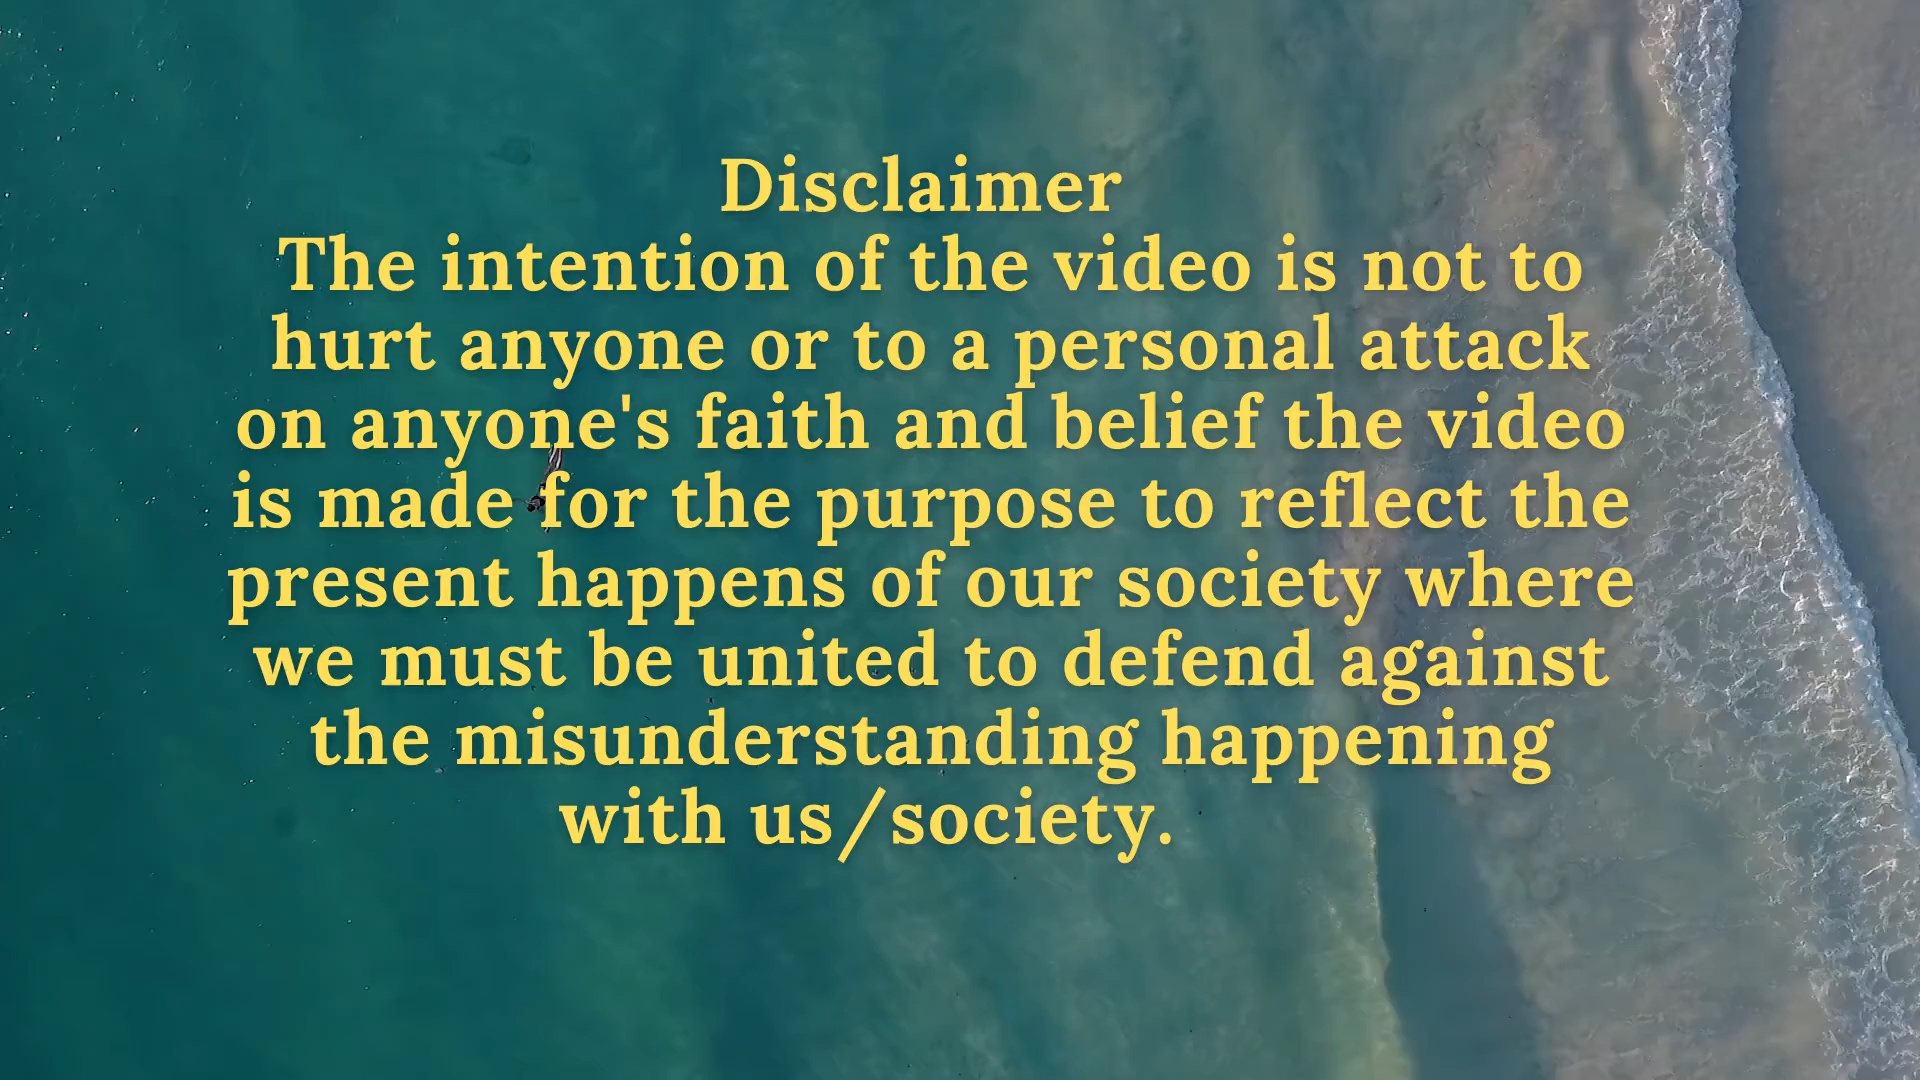 Disclaimer
The intention of the video is not to
hurt anyone or to a personal attack
on anyone's faith and belief the video
is made for the purpose to reflect the
present happens of our society where
we must be united to defend against
the misunderstanding happening
with us/society.